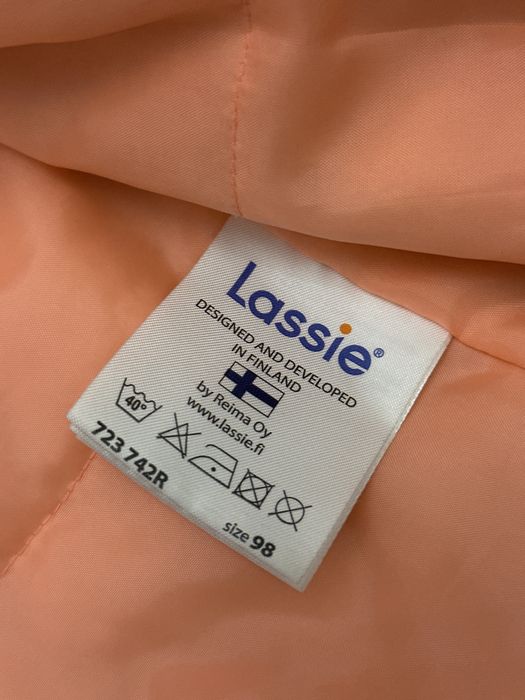 Lassie®
DESIGNED AND DEVELOPED
IN FINLAND
by Reima Oy
www.lassie.fi
40°
723 742R
size 98